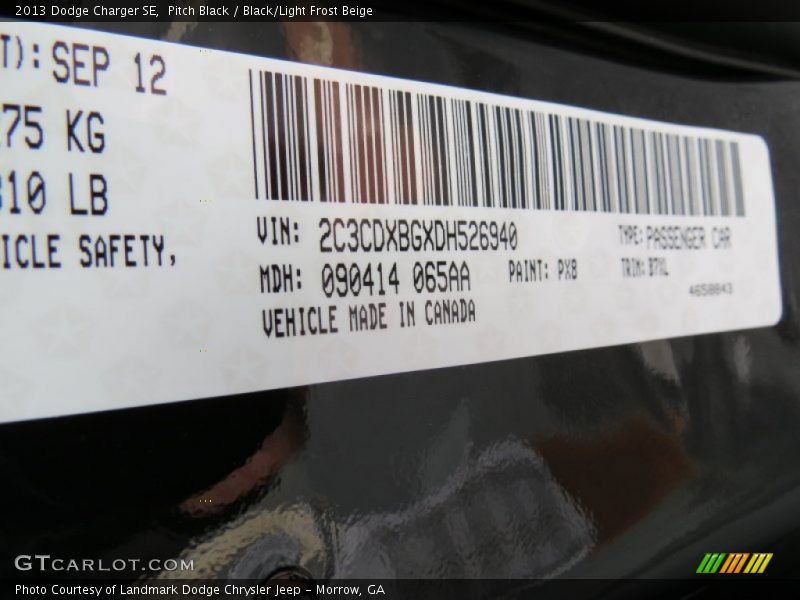 2013 Dodge Charger SE, Pitch Black / Black/Light Frost Beige
T): SEP 12
75 KG
10 LB
ICLE SAFETY,
VIN: 2C3CDXBGXDH526940 TYPE: PASSENGER CAR
MDH: 090414 065AA PAINT: PX8 TRIM: B7XL
4658843
VEHICLE MADE IN CANADA
GTCARLOT.COM
Photo Courtesy of Landmark Dodge Chrysler Jeep - Morrow, GA